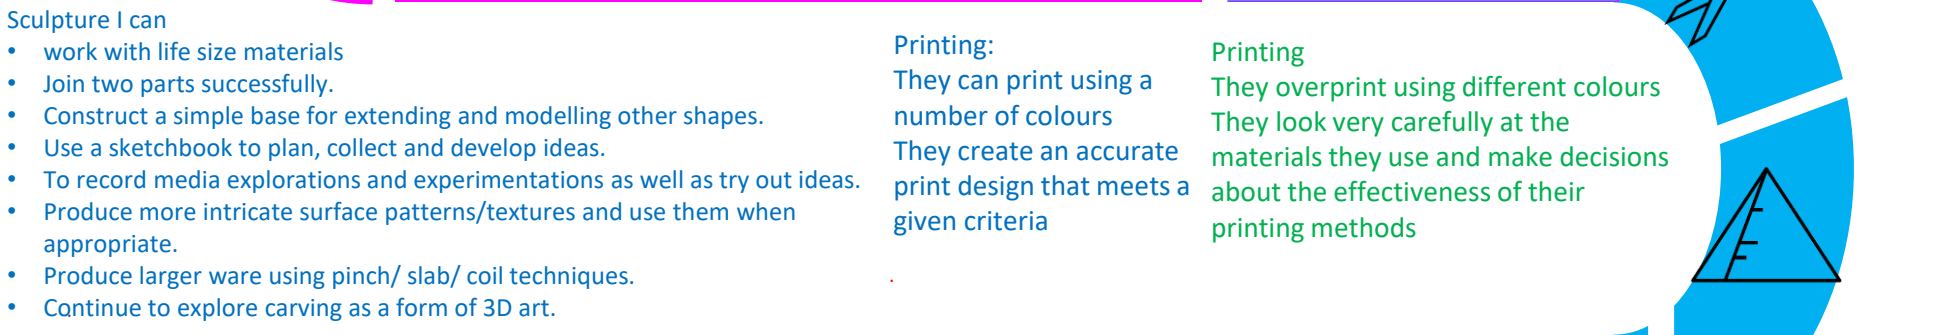 Sculpture I can
• work with life size materials
• Join two parts successfully.
• Construct a simple base for extending and modelling other shapes.
• Use a sketchbook to plan, collect and develop ideas.
• To record media explorations and experimentations as well as try out ideas.
• Produce more intricate surface patterns/textures and use them when
appropriate.
• Produce larger ware using pinch/ slab/ coil techniques.
• Continue to explore carving as a form of 3D art.
Printing:
They can print using a
number of colours
They create an accurate
print design that meets a
given criteria
.
Printing
They overprint using different colours
They look very carefully at the
materials they use and make decisions
about the effectiveness of their
printing methods